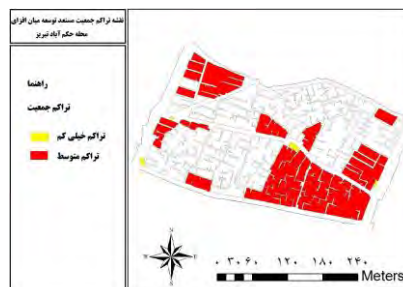 نقشه تراکم جمعیت مستعد توسعه میان افزای
محله حکم آباد تبریز
راهنما
تراکم جمعیت
تراکم خیلی کم
تراکم متوسط
۰ ۳۰ ۶۰ ۱۲۰ ۱۸۰ ۲۴۰
Meters